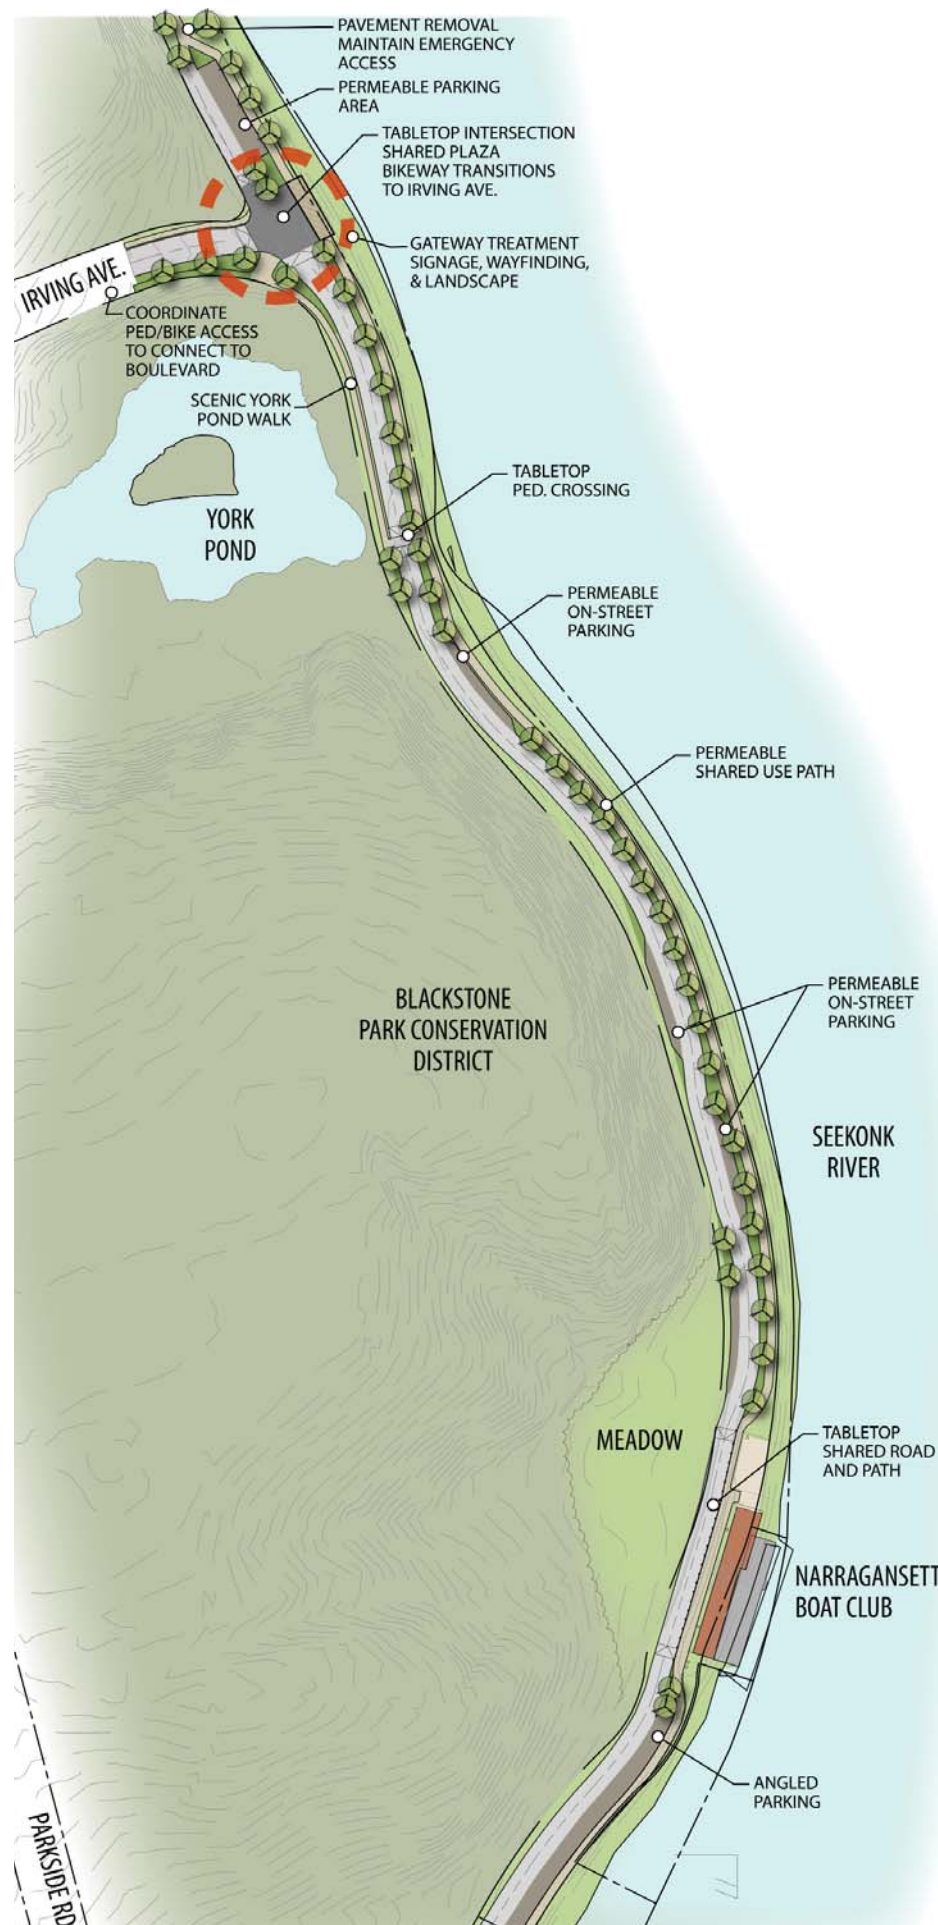 PAVEMENT REMOVAL
MAINTAIN EMERGENCY
ACCESS
PERMEABLE PARKING
AREA
TABLETOP INTERSECTION
SHARED PLAZA
BIKEWAY TRANSITIONS
TO IRVING AVE.
GATEWAY TREATMENT
SIGNAGE, WAYFINDING,
& LANDSCAPE
IRVING AVE.
COORDINATE
PED/BIKE ACCESS
TO CONNECT TO
BOULEVARD
SCENIC YORK
POND WALK
TABLETOP
PED. CROSSING
YORK
POND
PERMEABLE
ON-STREET
PARKING
PERMEABLE
SHARED USE PATH
BLACKSTONE
PARK CONSERVATION
DISTRICT
PERMEABLE
ON-STREET
PARKING
SEEKONK
RIVER
MEADOW
TABLETOP
SHARED ROAD
AND PATH
NARRAGANSETT
BOAT CLUB
ANGLED
PARKING
PARKSIDE RD